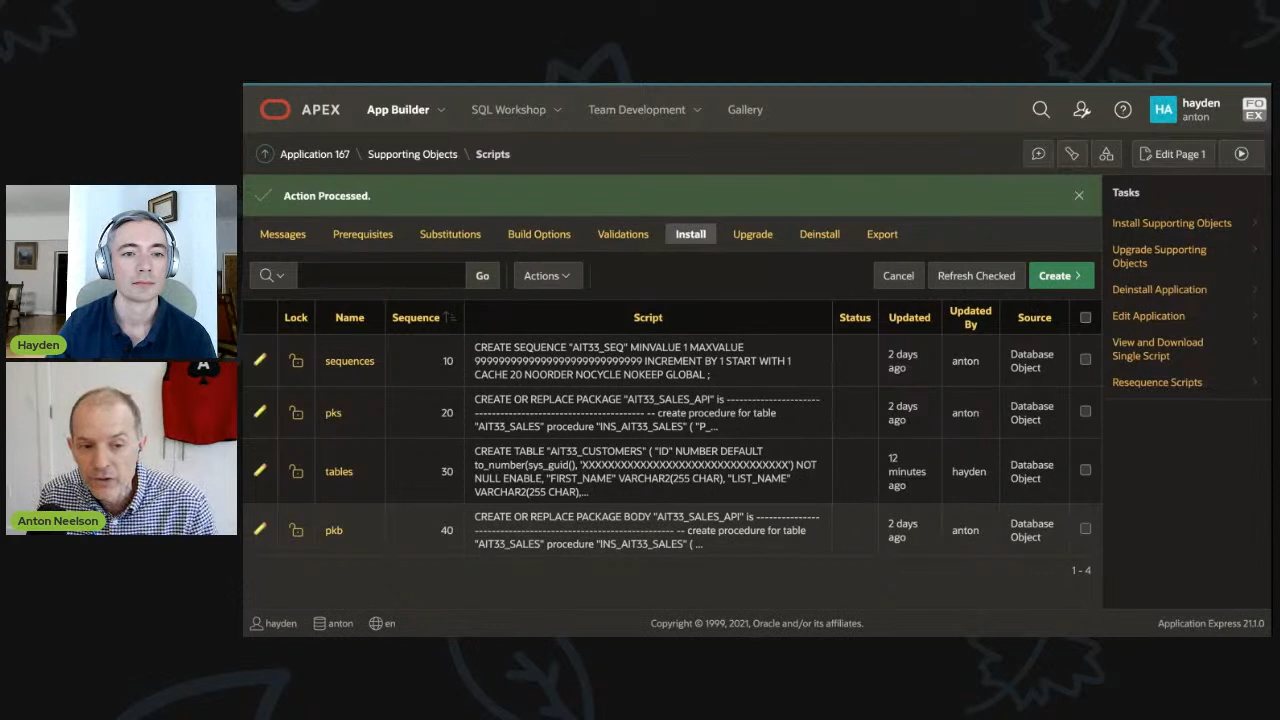 APEX
App Builder
SQL Workshop
Team Development
Gallery
HA
hayden
anton
FO
EX
Application 167 \ Supporting Objects \ Scripts
Edit Page 1
Action Processed.
Messages
Prerequisites
Substitutions
Build Options
Validations
Install
Upgrade
Deinstall
Export
Go
Actions
Cancel
Refresh Checked
Create
Lock
Name
Sequence
Script
Status
Updated
Updated
By
Source
sequences
10
CREATE SEQUENCE "AIT33_SEQ" MINVALUE 1 MAXVALUE
9999999999999999999999999999 INCREMENT BY 1 START WITH 1
CACHE 20 NOORDER NOCYCLE NOKEEP GLOBAL ;
2 days
ago
anton
Database
Object
pks
20
CREATE OR REPLACE PACKAGE "AIT33_SALES_API" is ------------------------
------------------------------------------- -- create procedure for table
"AIT33_SALES" procedure "INS_AIT33_SALES" ( "P_...
2 days
ago
anton
Database
Object
tables
30
CREATE TABLE "AIT33_CUSTOMERS" ( "ID" NUMBER DEFAULT
to_number(sys_guid(), 'XXXXXXXXXXXXXXXXXXXXXXXXXXXXXXXX') NOT
NULL ENABLE, "FIRST_NAME" VARCHAR2(255 CHAR), "LIST_NAME"
VARCHAR2(255 CHAR),...
12
minutes
ago
hayden
Database
Object
pkb
40
CREATE OR REPLACE PACKAGE BODY "AIT33_SALES_API" is ----------------
------------------------------------------- -- create procedure for table
"AIT33_SALES" procedure "INS_AIT33_SALES" ( ...
2 days
ago
anton
Database
Object
1 - 4
Tasks
Install Supporting Objects
Upgrade Supporting
Objects
Deinstall Application
Edit Application
View and Download
Single Script
Resequence Scripts
hayden
anton
en
Copyright © 1999, 2021, Oracle and/or its affiliates.
Application Express 21.1.0
Hayden
A
Anton Neelson